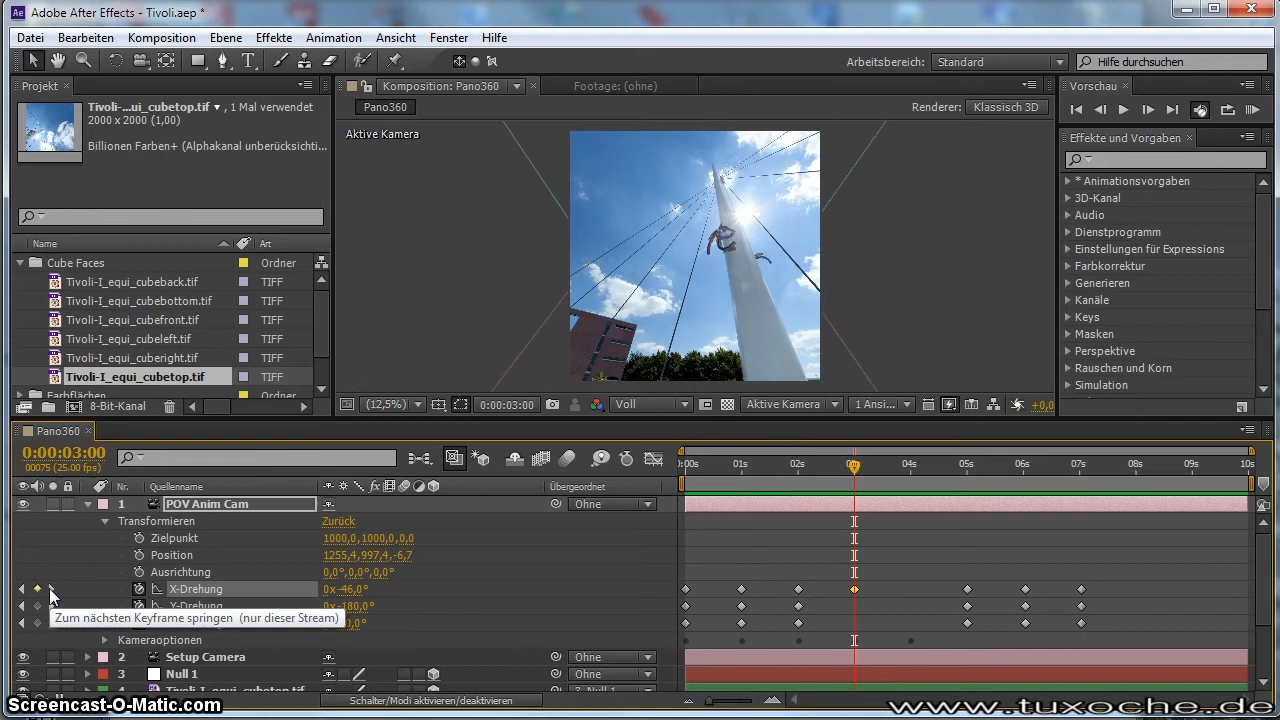 Adobe After Effects - Tivoli.aep *
Datei Bearbeiten Komposition Ebene Effekte Animation Ansicht Fenster Hilfe
Arbeitsbereich: Standard Hilfe durchsuchen
Projekt Komposition: Pano360 Footage: (ohne) Vorschau
Pano360 Renderer: Klassisch 3D
Tivoli-...ui_cubetop.tif , 1 Mal verwendet
2000 x 2000 (1,00)
Billionen Farben+ (Alphakanal unberücksichti...
Aktive Kamera
Effekte und Vorgaben
* Animationsvorgaben
3D-Kanal
Audio
Dienstprogramm
Einstellungen für Expressions
Farbkorrektur
Generieren
Kanäle
Keys
Masken
Perspektive
Rauschen und Korn
Simulation
Name Art
Cube Faces Ordner
Tivoli-I_equi_cubeback.tif TIFF
Tivoli-I_equi_cubebottom.tif TIFF
Tivoli-I_equi_cubefront.tif TIFF
Tivoli-I_equi_cubeleft.tif TIFF
Tivoli-I_equi_cuberight.tif TIFF
Tivoli-I_equi_cubetop.tif TIFF
Farbflächen Ordner
8-Bit-Kanal
(12,5%) 0:00:03:00 Voll Aktive Kamera 1 Ansi... +0,0
Pano360
0:00:03:00
00075 (25.00 fps)
0:00s 01s 02s 04s 05s 06s 07s 08s 09s 10s
Nr. Quellenname Übergeordnet
1 POV Anim Cam Ohne
Transformieren Zurück
Zielpunkt 1000,0,1000,0,0,0
Position 1255,4,997,4,-6,7
Ausrichtung 0,0°,0,0°,0,0°
X-Drehung 0x-46,0°
Y-Drehung 0x-180,0°
Zum nächsten Keyframe springen (nur dieser Stream)
Kameraoptionen
2 Setup Camera Ohne
3 Null 1 Ohne
4 Tivoli-I_equi_cubetop.tif 3. Null 1
Schalter/Modi aktivieren/deaktivieren
Screencast-O-Matic.com
www.tuxoche.de